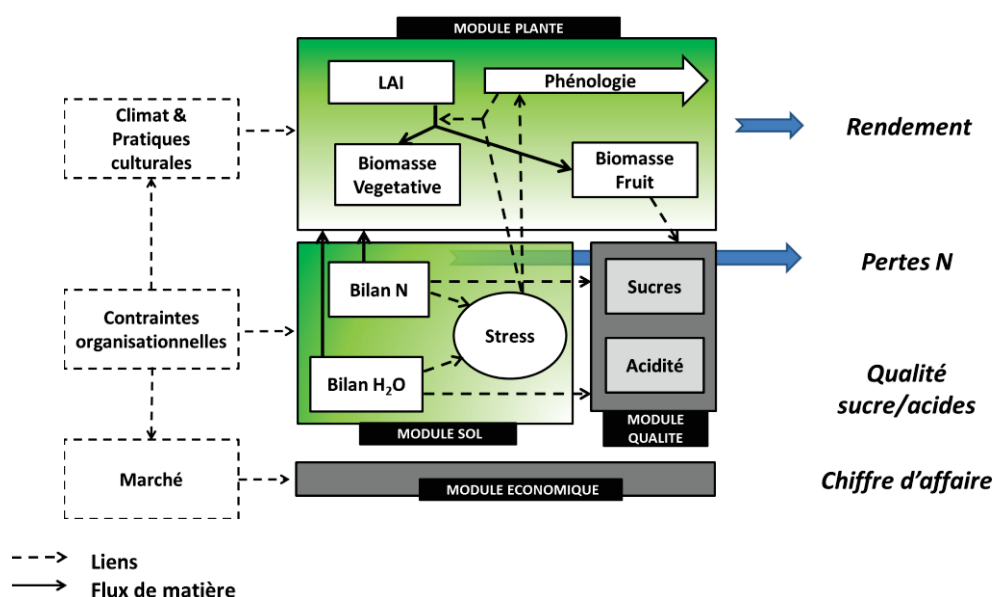 MODULE PLANTE
LAI
Phénologie
Climat &
Pratiques
culturales
Rendement
Biomasse
Vegetative
Biomasse
Fruit
Pertes N
Bilan N
Sucres
Contraintes
organisationnelles
Stress
Acidité
Bilan H₂O
Qualité
sucre/acides
MODULE SOL
MODULE
QUALITE
Marché
MODULE ECONOMIQUE
Chiffre d’affaire
Liens
Flux de matière